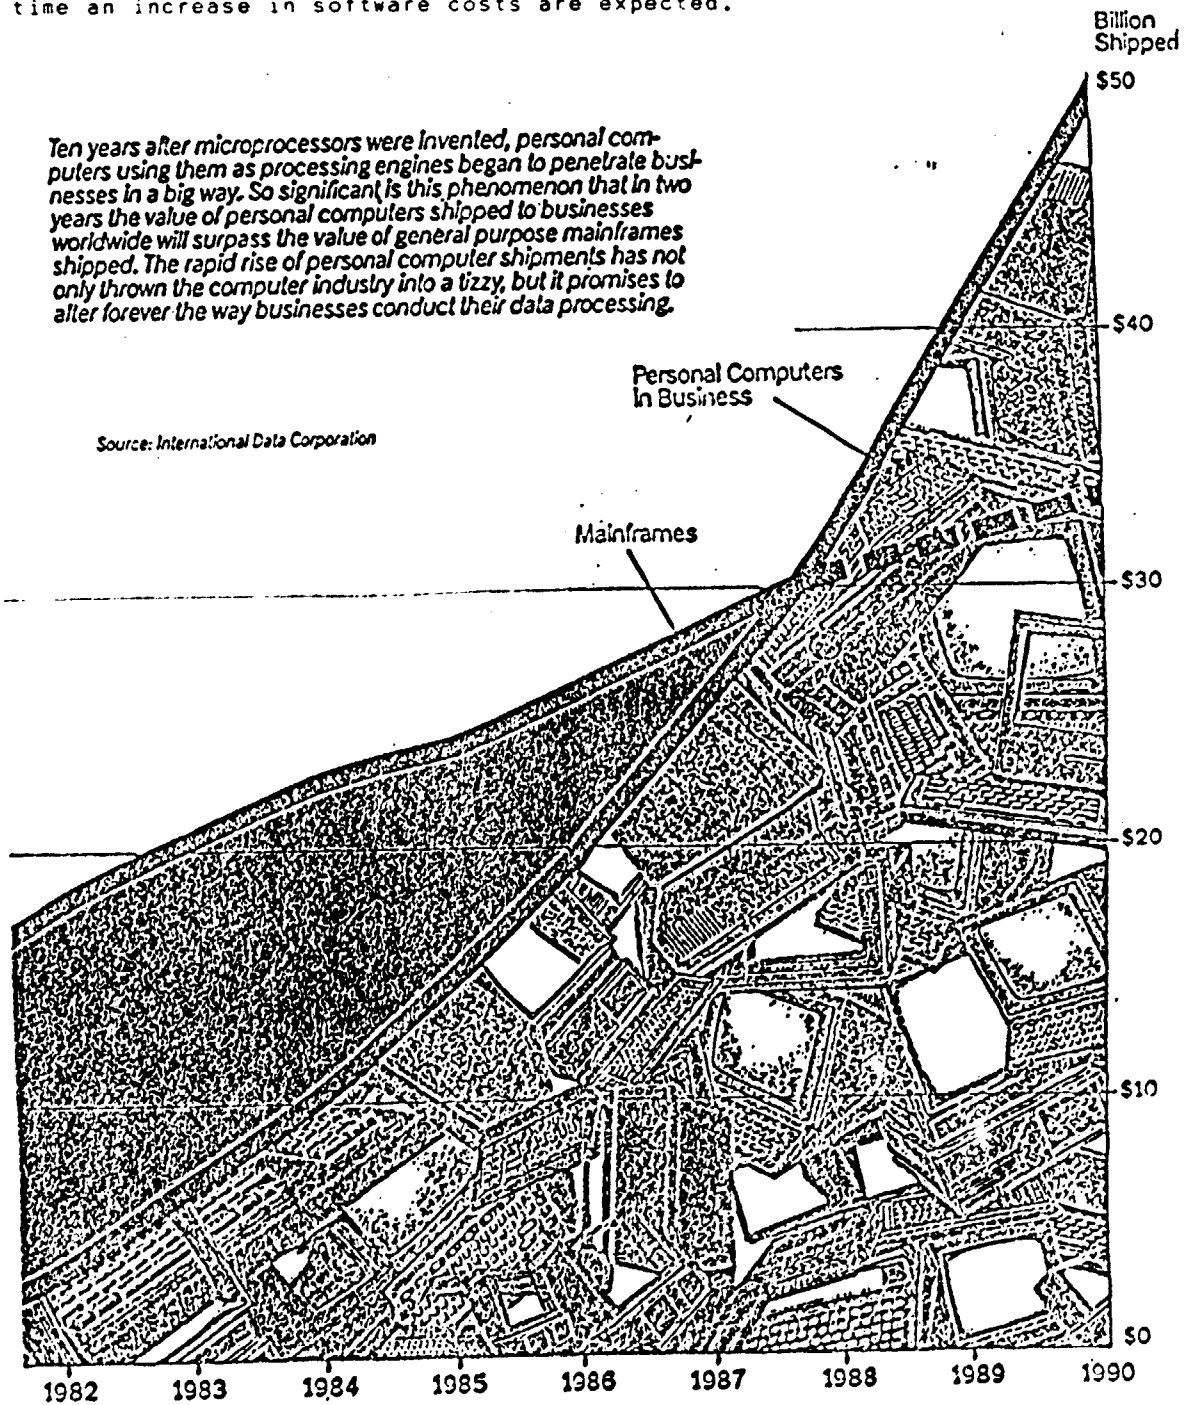 time an increase in software costs are expected.
Billion
Shipped
$50
Ten years after microprocessors were invented, personal com-
puters using them as processing engines began to penetrate busi-
nesses in a big way. So significant is this phenomenon that in two
years the value of personal computers shipped to businesses
worldwide will surpass the value of general purpose mainframes
shipped. The rapid rise of personal computer shipments has not
only thrown the computer industry into a tizzy, but it promises to
alter forever the way businesses conduct their data processing.
$40
Personal Computers
in Business
Source: International Data Corporation
Mainframes
$30
$20
$10
$0
1982 1983 1984 1985 1986 1987 1988 1989 1990